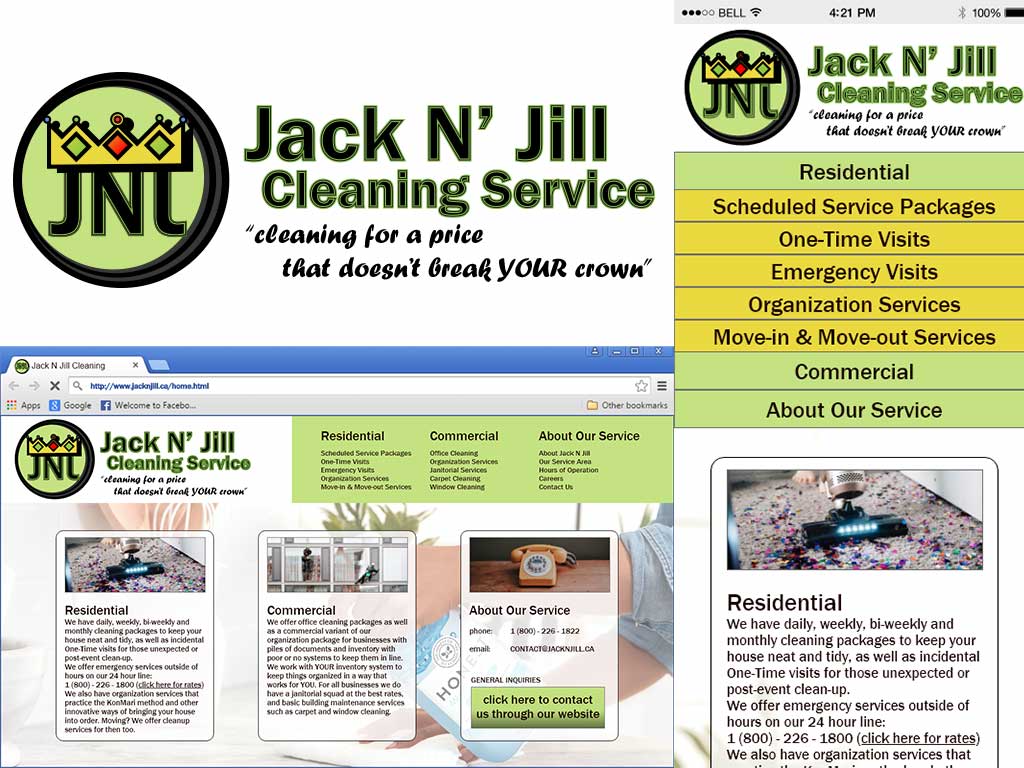 JNJ
Jack N' Jill
Cleaning Service
"cleaning for a price
that doesn't break YOUR crown"
Jack N Jill Cleaning
http://www.jacknjill.ca/home.html
Apps
Google
Welcome to Facebo...
Other bookmarks
JNJ
Jack N' Jill
Cleaning Service
"cleaning for a price
that doesn't break YOUR crown"
Residential
Scheduled Service Packages
One-Time Visits
Emergency Visits
Organization Services
Move-in & Move-out Services
Commercial
Office Cleaning
Organization Services
Janitorial Services
Carpet Cleaning
Window Cleaning
About Our Service
About Jack N Jill
Our Service Area
Hours of Operation
Careers
Contact Us
Residential
We have daily, weekly, bi-weekly and
monthly cleaning packages to keep your
house neat and tidy, as well as incidental
One-Time visits for those unexpected or
post-event clean-up.
We offer emergency services outside of
hours on our 24 hour line:
1 (800) - 226 - 1800 (click here for rates)
We also have organization services that
practice the KonMari method and other
innovative ways of bringing your house
into order. Moving? We offer cleanup
services for then too.
Commercial
We offer office cleaning packages as well
as a commercial variant of our
organization package for businesses with
piles of documents and inventory with
poor or no systems to keep them in line.
We work with YOUR inventory system to
keep things organized in a way that
works for YOU. For all businesses we do
have a janitorial squad at the best rates,
and basic building maintenance services
such as carpet and window cleaning.
About Our Service
phone: 1 (800) - 226 - 1822
email: CONTACT@JACKNJILL.CA
GENERAL INQUIRIES
click here to contact
us through our website
BELL 4:21 PM 100%
JNJ
Jack N' Jill
Cleaning Service
"cleaning for a price
that doesn't break YOUR crown"
Residential
Scheduled Service Packages
One-Time Visits
Emergency Visits
Organization Services
Move-in & Move-out Services
Commercial
About Our Service
Residential
We have daily, weekly, bi-weekly and
monthly cleaning packages to keep your
house neat and tidy, as well as incidental
One-Time visits for those unexpected or
post-event clean-up.
We offer emergency services outside of
hours on our 24 hour line:
1 (800) - 226 - 1800 (click here for rates)
We also have organization services that